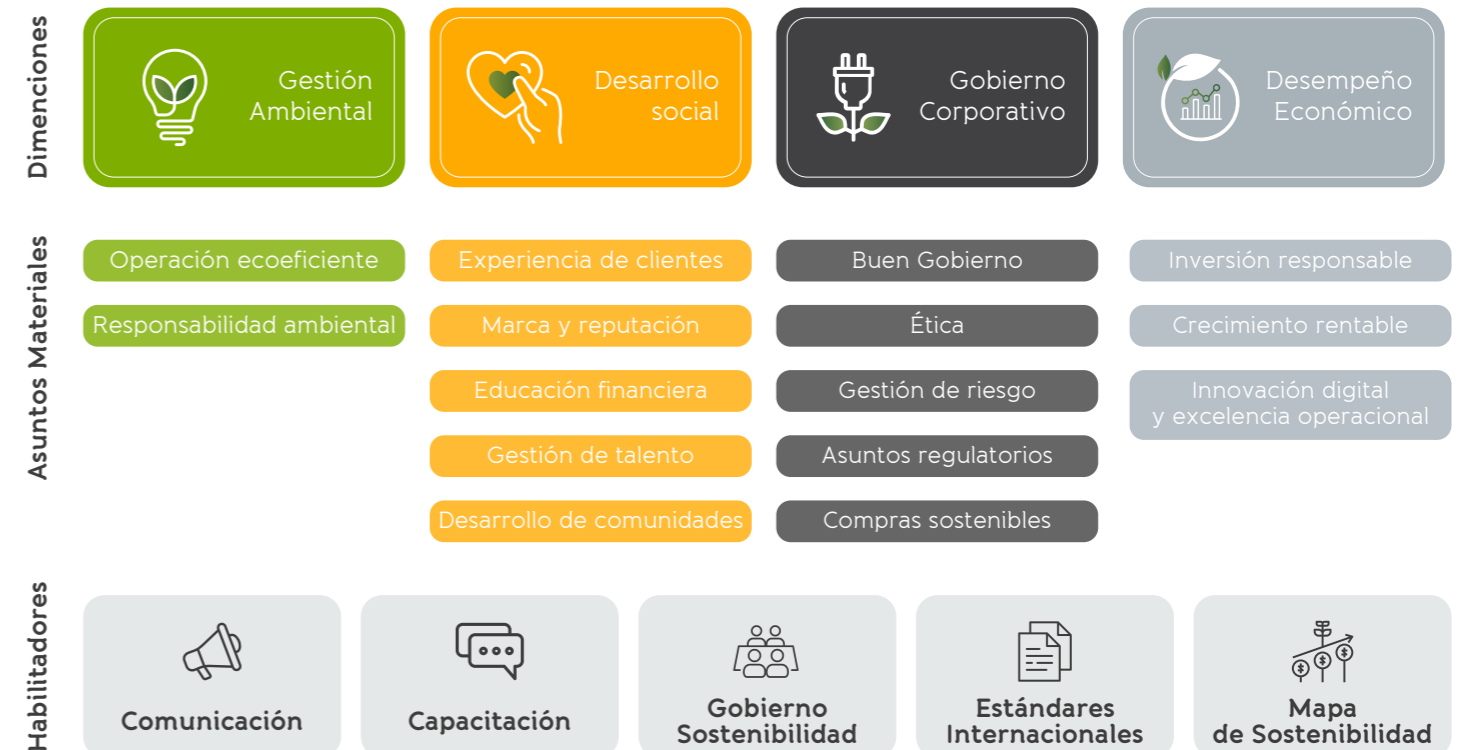 Dimenciones
Gestión
Ambiental
Desarrollo
social
Gobierno
Corporativo
Desempeño
Económico
Asuntos Materiales
Operación ecoeficiente
Responsabilidad ambiental
Experiencia de clientes
Marca y reputación
Educación financiera
Gestión de talento
Desarrollo de comunidades
Buen Gobierno
Ética
Gestión de riesgo
Asuntos regulatorios
Compras sostenibles
Inversión responsable
Crecimiento rentable
Innovación digital
y excelencia operacional
Habilitadores
Comunicación
Capacitación
Gobierno
Sostenibilidad
Estándares
Internacionales
Mapa
de Sostenibilidad